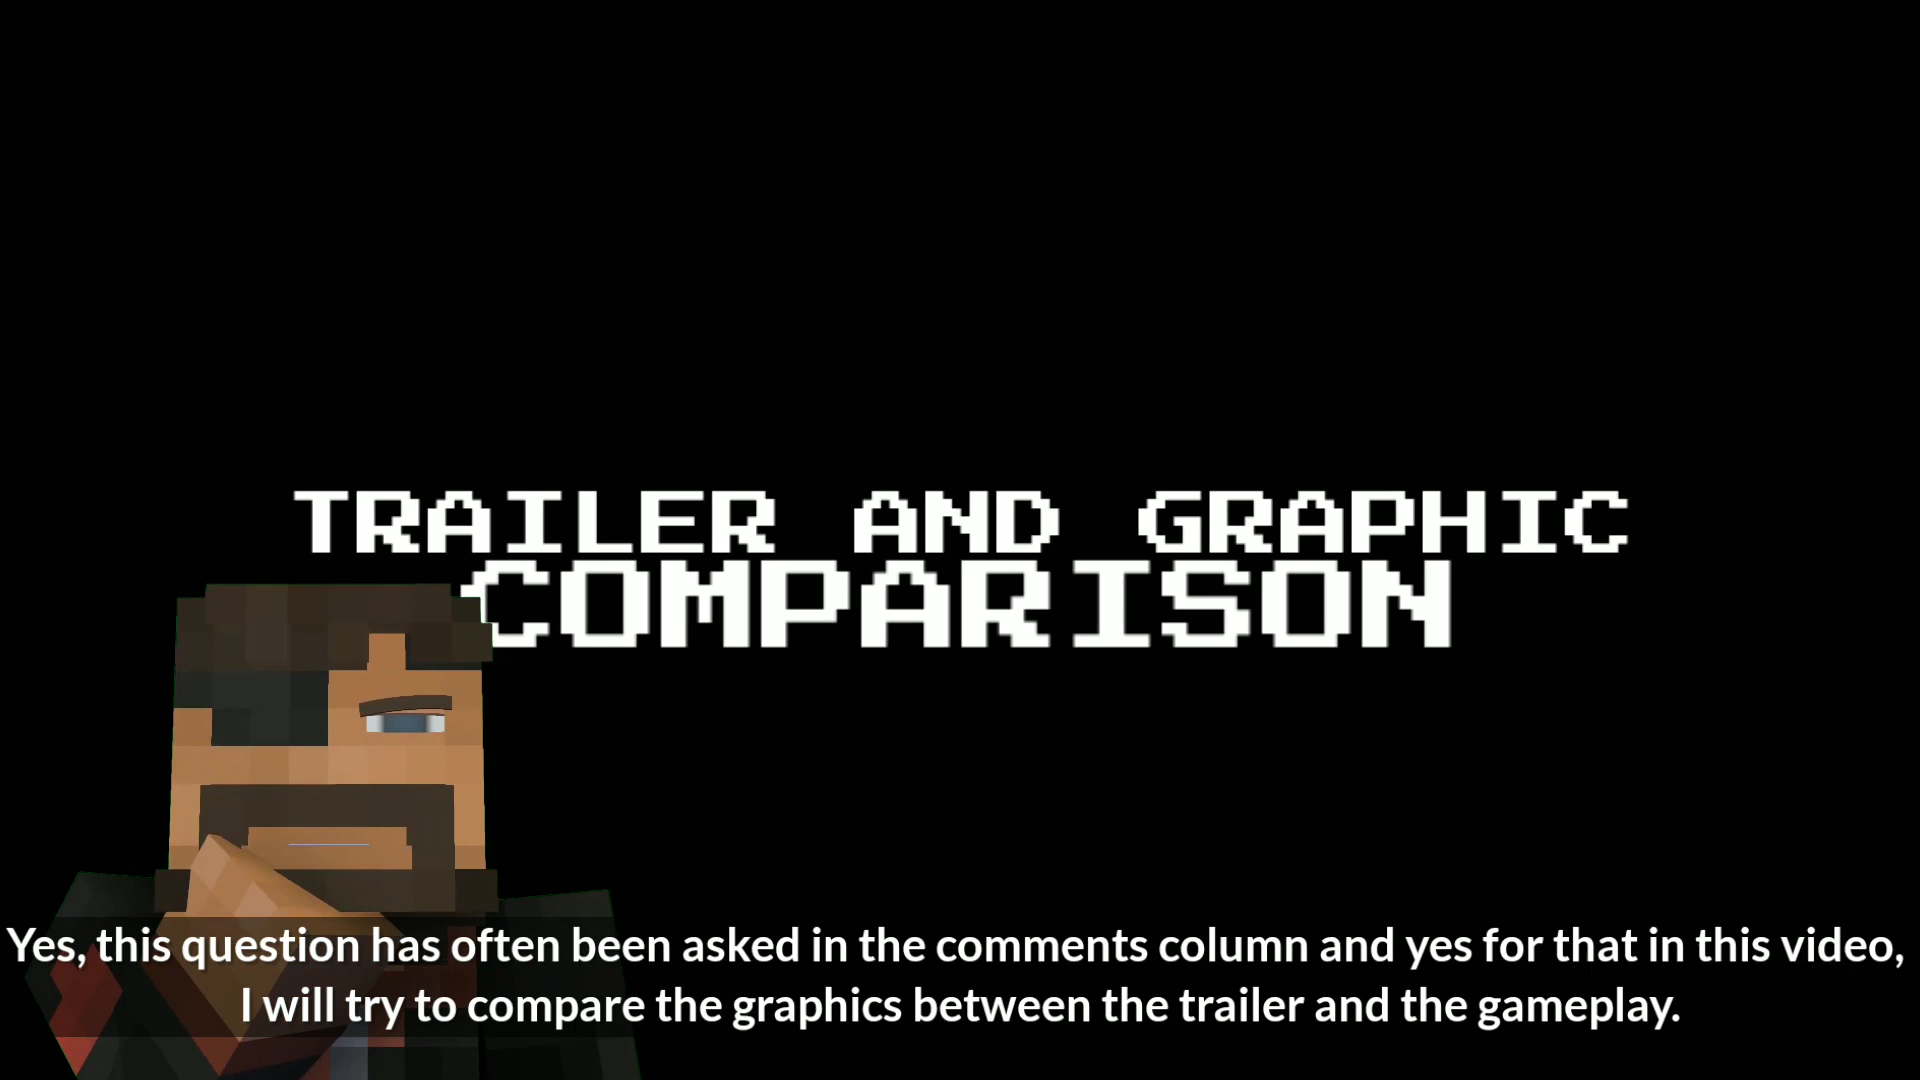 TRAILER AND GRAPHIC
COMPARISON
Yes, this question has often been asked in the comments column and yes for that in this video,
I will try to compare the graphics between the trailer and the gameplay.